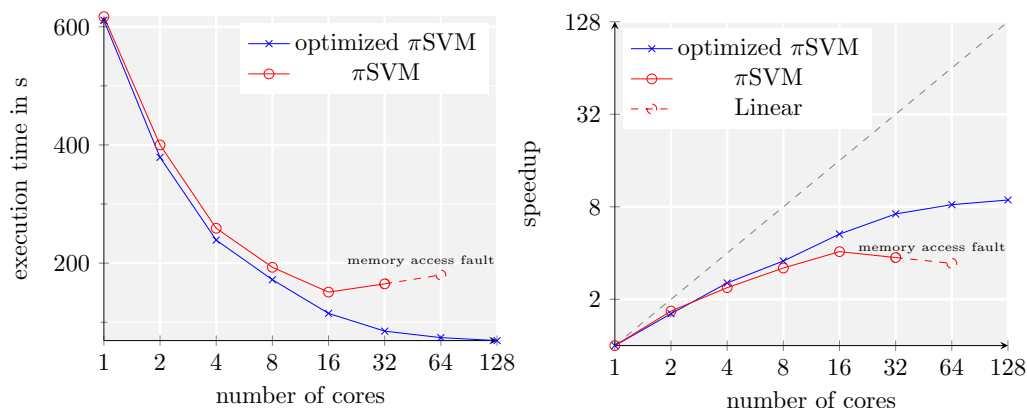 600
400
200
execution time in s
optimized πSVM
πSVM
memory access fault
1 2 4 8 16 32 64 128
number of cores
128
32
8
2
speedup
optimized πSVM
πSVM
Linear
memory access fault
1 2 4 8 16 32 64 128
number of cores